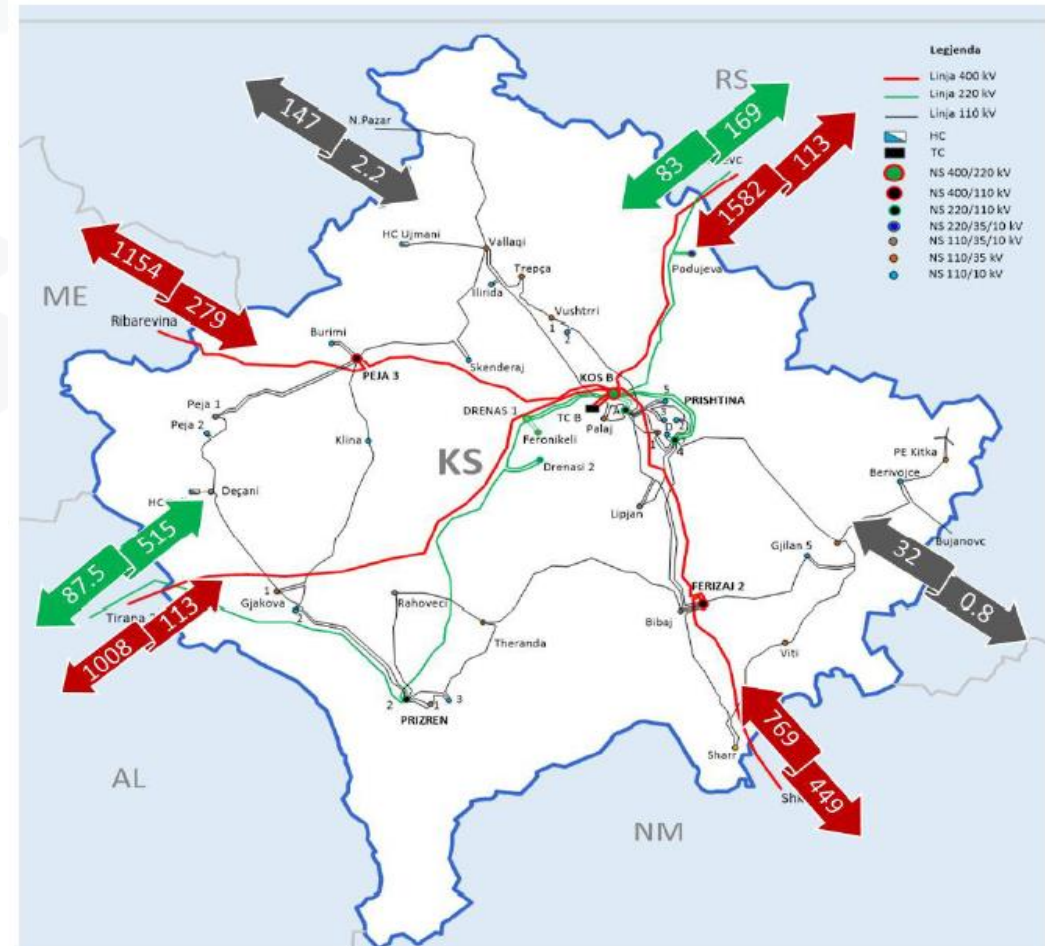 Legjenda
Linja 400 kV
Linja 220 kV
Linja 110 kV
HC
TC
NS 400/220 kV
NS 400/110 kV
NS 220/110 kV
NS 220/35/10 kV
NS 110/35/10 kV
NS 110/35 kV
NS 110/10 kV
RS
147
2.2
N.Pazar
83
169
1582
113
HC Ujmani
Vallaqi
Trepça
Ilirida
Podujeva
1154
279
ME
Ribarevina
Burimi
Vushtrri
1
2
Skenderaj
PEJA 3
KOS B
Peja 1
Peja 2
DRENAS 1
TC B
Palaj
A
5
PRISHTINA
3
2
D
1
4
Feronikeli
Klina
KS
Drenasi 2
PE Kitka
Berivojce
HC
Deçani
Lipjan
Bujanovc
87.5
515
Gjilan 5
32
0.8
FERIZAJ 2
1
Gjakova
2
Rahoveci
Bibaj
Tirana
1008
113
Theranda
Viti
2
1
3
PRIZREN
Sharr
769
449
AL
NM